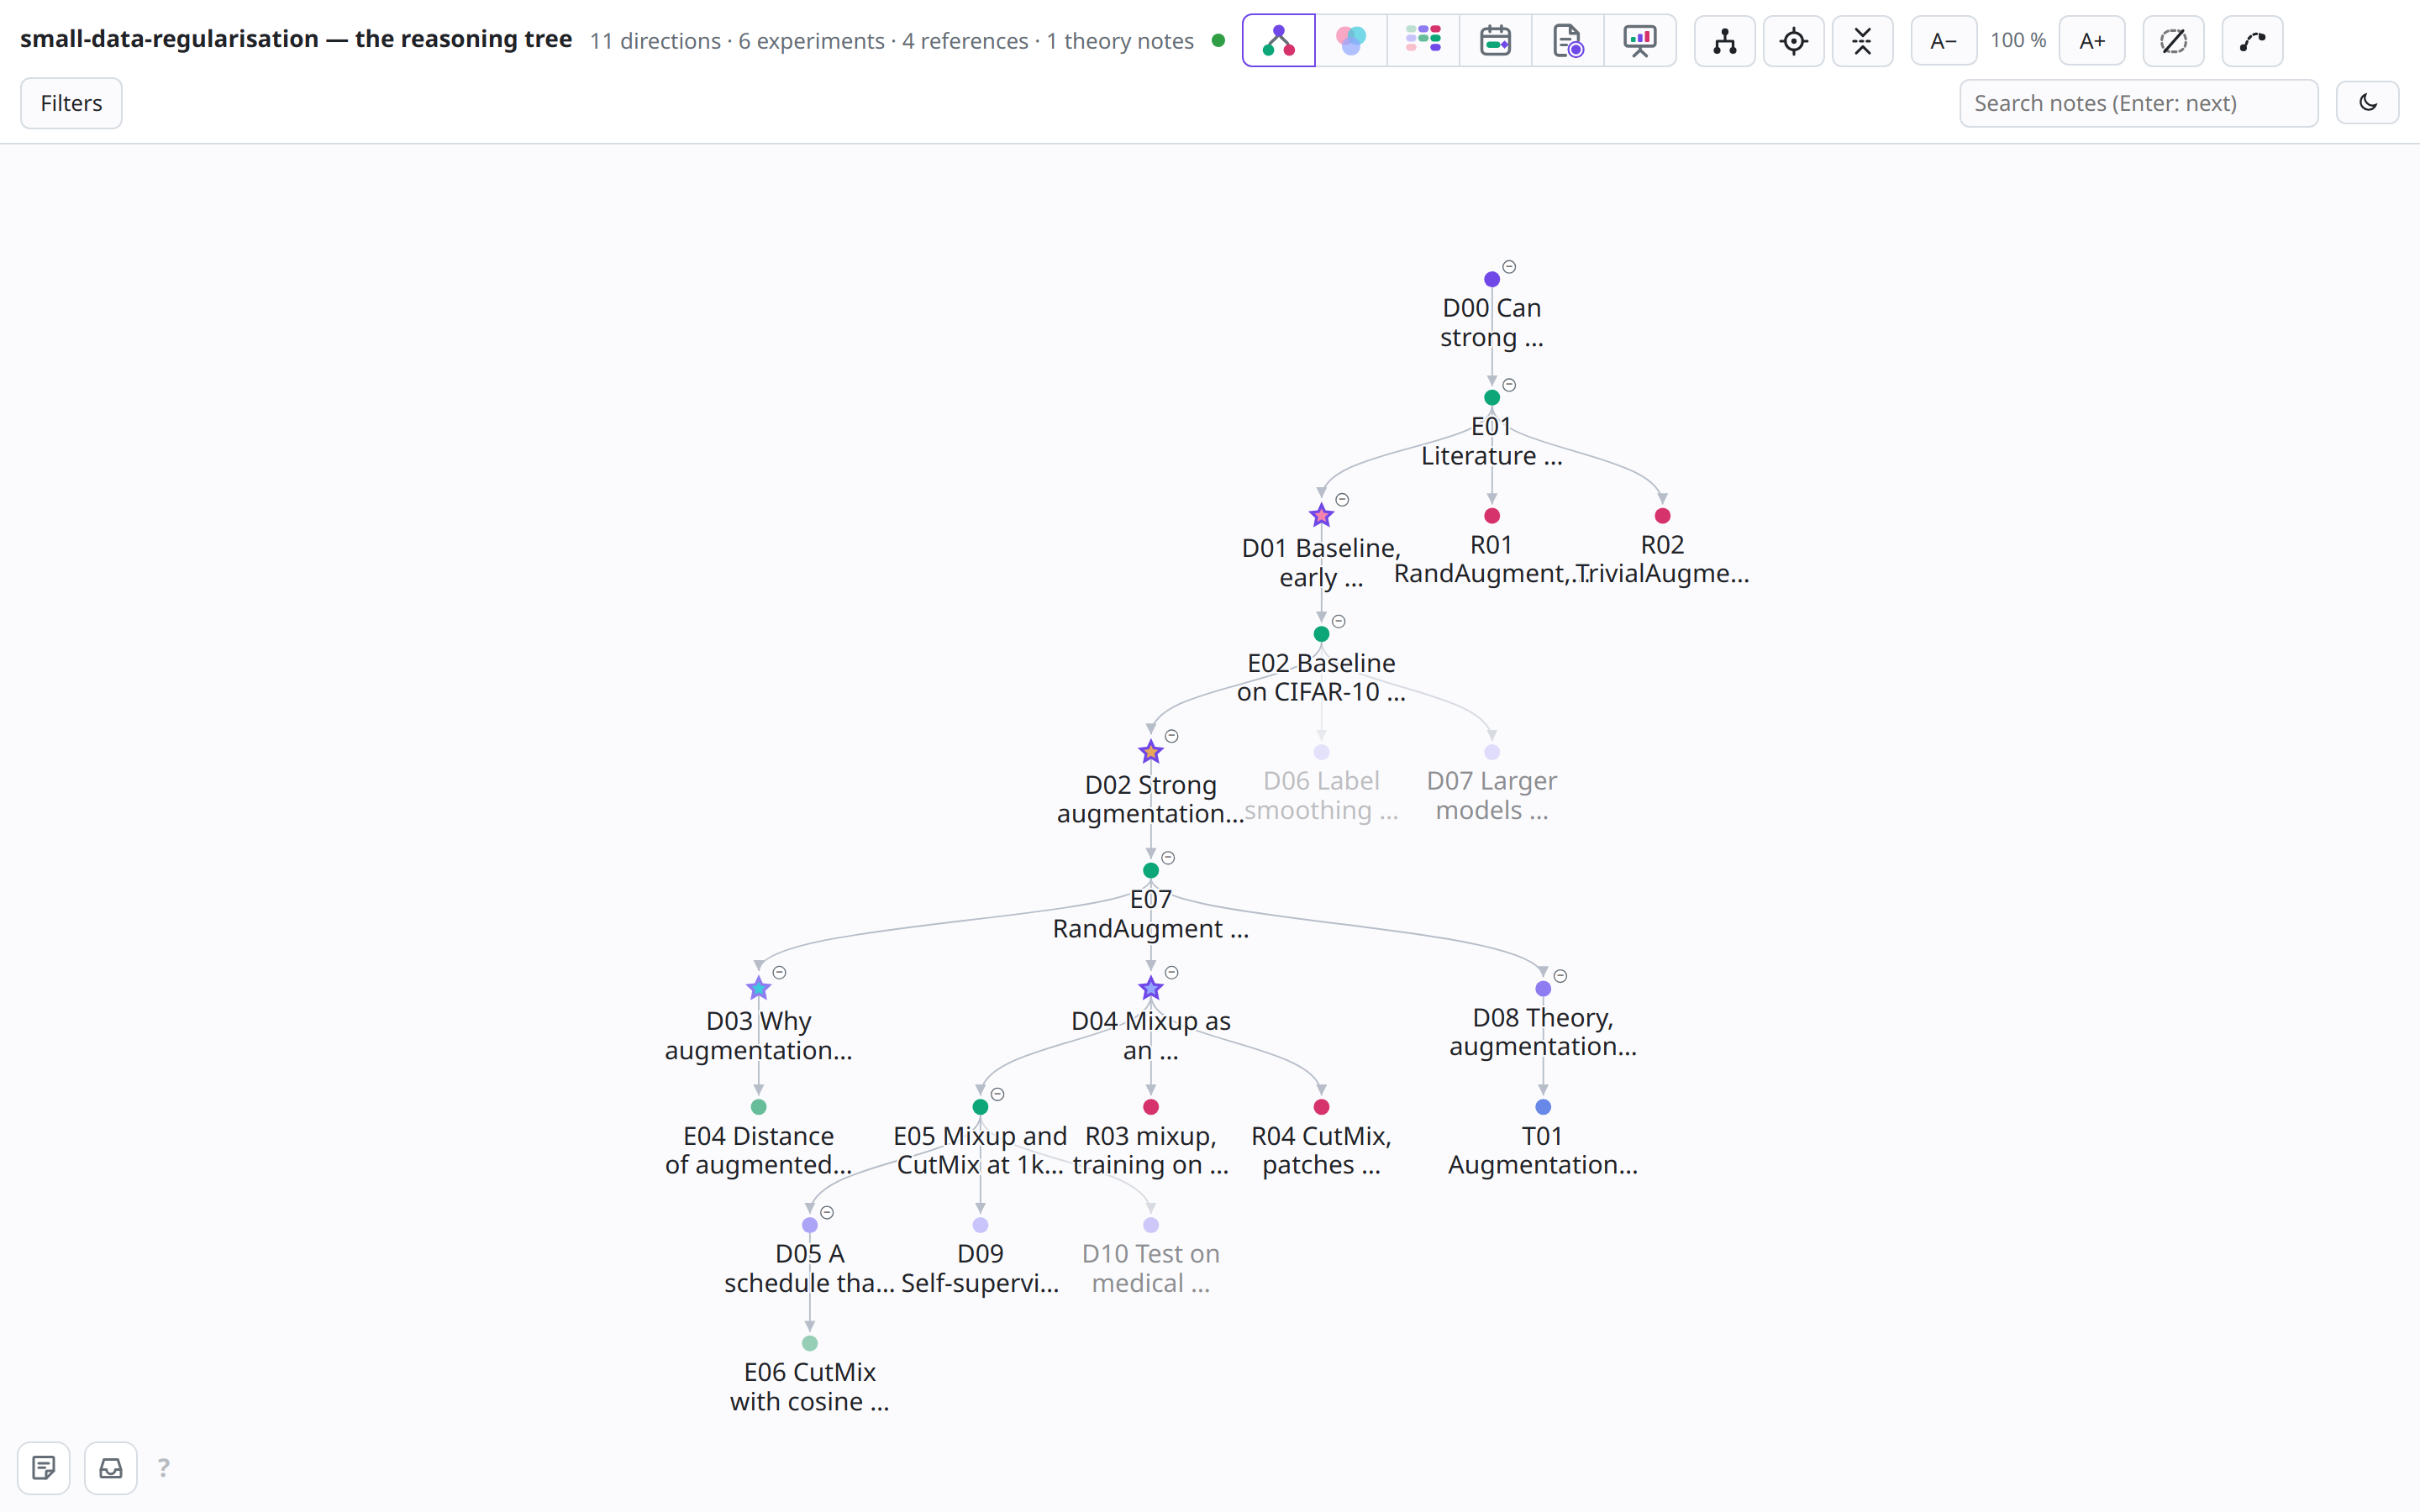 small-data-regularisation — the reasoning tree
11 directions · 6 experiments · 4 references · 1 theory notes
A−
100 %
A+
Filters
Search notes (Enter: next)
D00 Can
strong ...
E01
Literature ...
D01 Baseline,
early ...
R01
RandAugment,...
R02
TrivialAugme...
E02 Baseline
on CIFAR-10 ...
D02 Strong
augmentation...
D06 Label
smoothing ...
D07 Larger
models ...
E07
RandAugment ...
D03 Why
augmentation...
D04 Mixup as
an ...
D08 Theory,
augmentation...
E04 Distance
of augmented...
E05 Mixup and
CutMix at 1k...
R03 mixup,
training on ...
R04 CutMix,
patches ...
T01
Augmentation...
D05 A
schedule tha...
D09
Self-supervi...
D10 Test on
medical ...
E06 CutMix
with cosine ...
?